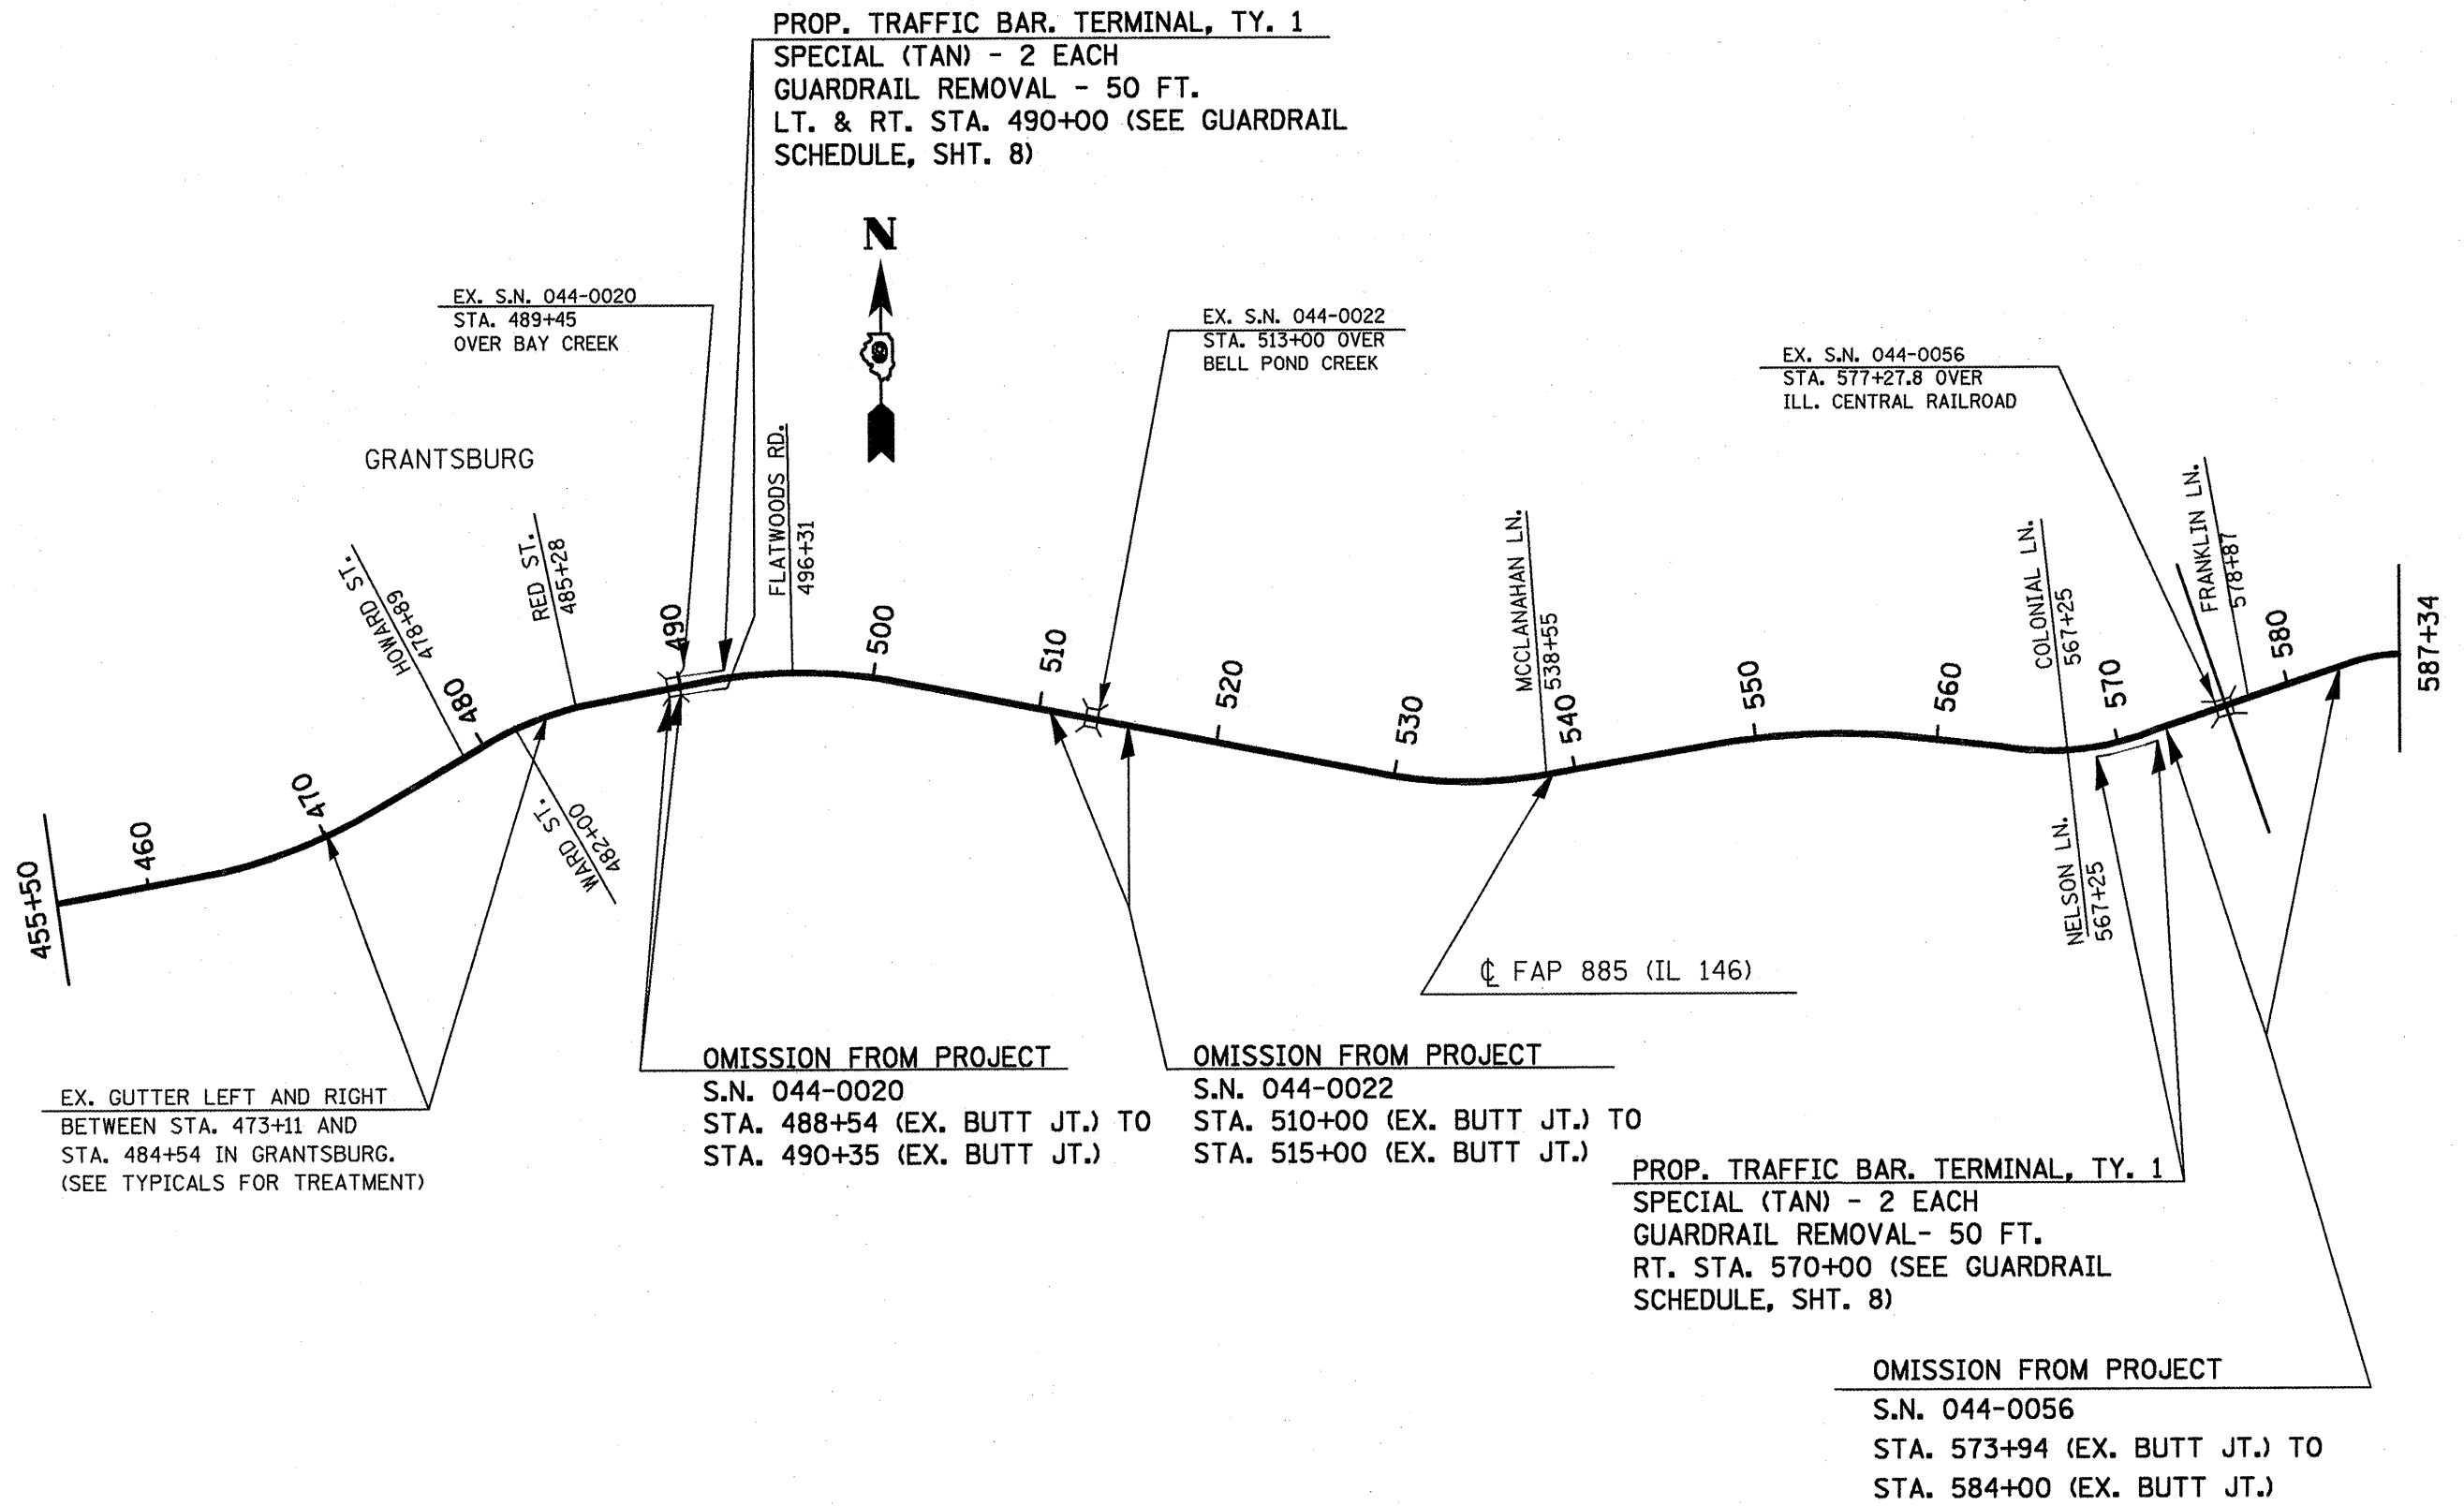 PROP. TRAFFIC BAR. TERMINAL, TY. 1
SPECIAL (TAN) - 2 EACH
GUARDRAIL REMOVAL - 50 FT.
LT. & RT. STA. 490+00 (SEE GUARDRAIL
SCHEDULE, SHT. 8)
N
EX. S.N. 044-0020
STA. 489+45
OVER BAY CREEK
EX. S.N. 044-0022
STA. 513+00 OVER
BELL POND CREEK
EX. S.N. 044-0056
STA. 577+27.8 OVER
ILL. CENTRAL RAILROAD
GRANTSBURG
455+50
460
470
HOWARD ST.
478+89
480
WARD ST.
482+00
RED ST.
485+28
490
FLATWOODS RD.
496+31
500
510
520
530
MCCLANAHAN LN.
538+55
540
550
560
COLONIAL LN.
567+25
NELSON LN.
567+25
570
FRANKLIN LN.
578+87
580
587+34
℄ FAP 885 (IL 146)
EX. GUTTER LEFT AND RIGHT
BETWEEN STA. 473+11 AND
STA. 484+54 IN GRANTSBURG.
(SEE TYPICALS FOR TREATMENT)
OMISSION FROM PROJECT
S.N. 044-0020
STA. 488+54 (EX. BUTT JT.) TO
STA. 490+35 (EX. BUTT JT.)
OMISSION FROM PROJECT
S.N. 044-0022
STA. 510+00 (EX. BUTT JT.) TO
STA. 515+00 (EX. BUTT JT.)
PROP. TRAFFIC BAR. TERMINAL, TY. 1
SPECIAL (TAN) - 2 EACH
GUARDRAIL REMOVAL- 50 FT.
RT. STA. 570+00 (SEE GUARDRAIL
SCHEDULE, SHT. 8)
OMISSION FROM PROJECT
S.N. 044-0056
STA. 573+94 (EX. BUTT JT.) TO
STA. 584+00 (EX. BUTT JT.)